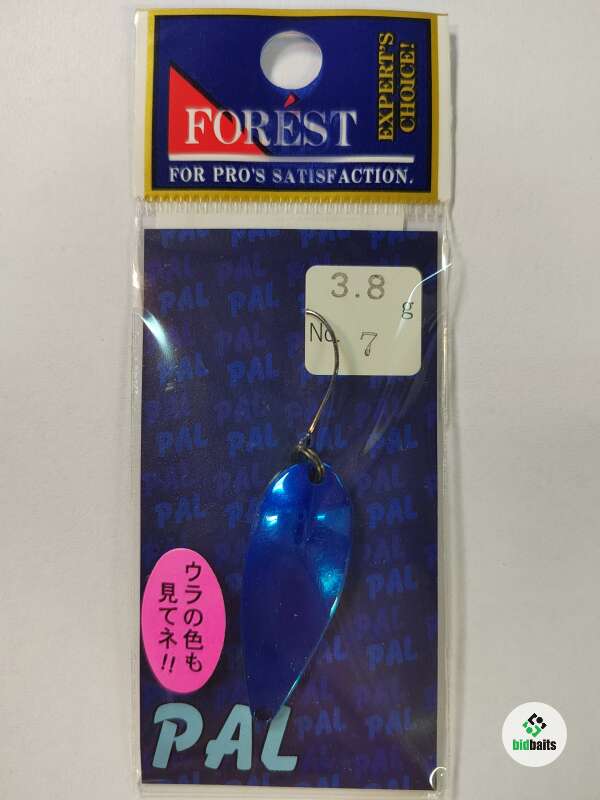 FORÉST
FOR PRO'S SATISFACTION.
EXPERT'S
CHOICE!
3.8
g
No. 7
ウラの色も
見てネ!!
PAL
bidbaits